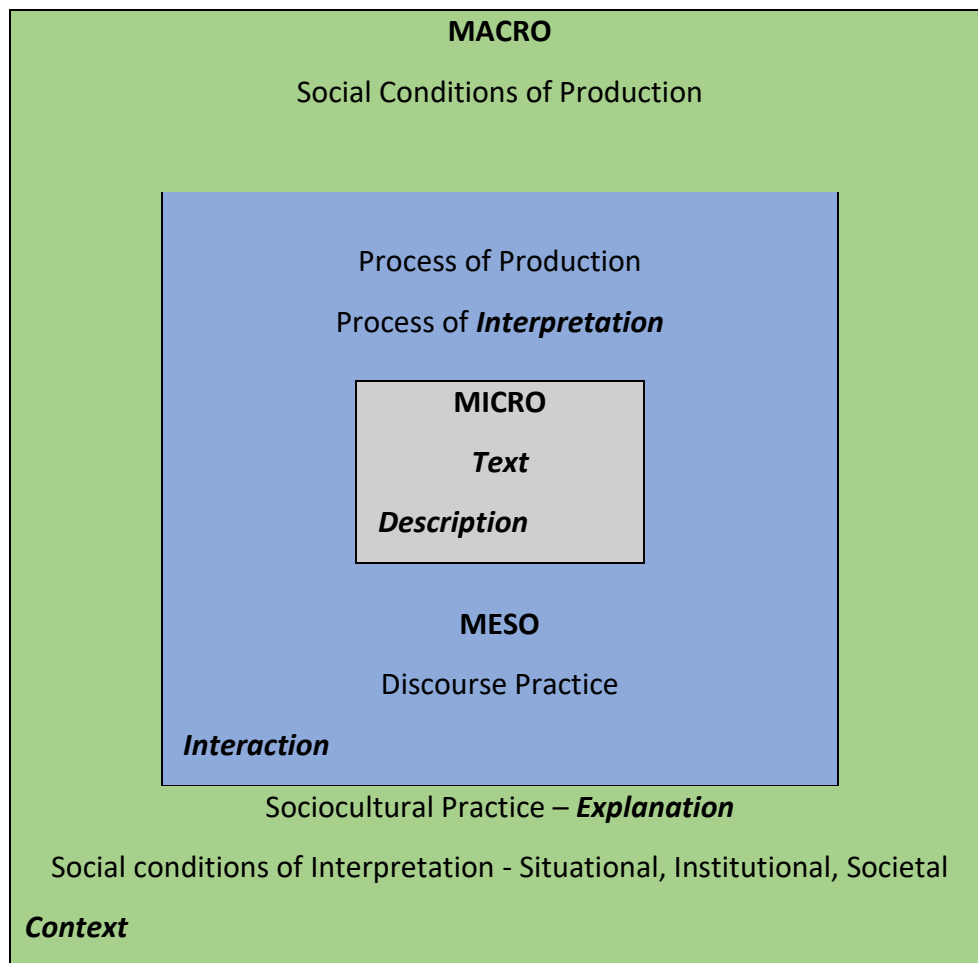 MACRO
Social Conditions of Production
Process of Production
Process of Interpretation
MICRO
Text
Description
MESO
Discourse Practice
Interaction
Sociocultural Practice – Explanation
Social conditions of Interpretation - Situational, Institutional, Societal
Context